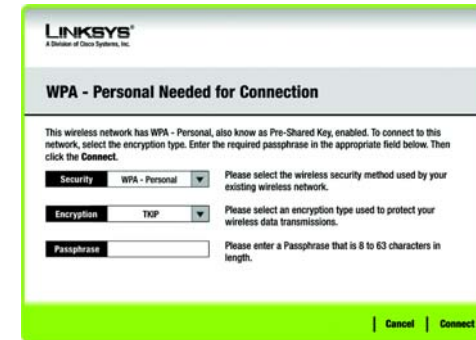 LINKSYS®
A Division of Cisco Systems, Inc.
WPA - Personal Needed for Connection
This wireless network has WPA - Personal, also know as Pre-Shared Key, enabled. To connect to this
network, select the encryption type. Enter the required passphrase in the appropriate field below. Then
click the Connect.
Security WPA - Personal Please select the wireless security method used by your
existing wireless network.
Encryption TKIP Please select an encryption type used to protect your
wireless data transmissions.
Passphrase Please enter a Passphrase that is 8 to 63 characters in
length.
Cancel Connect